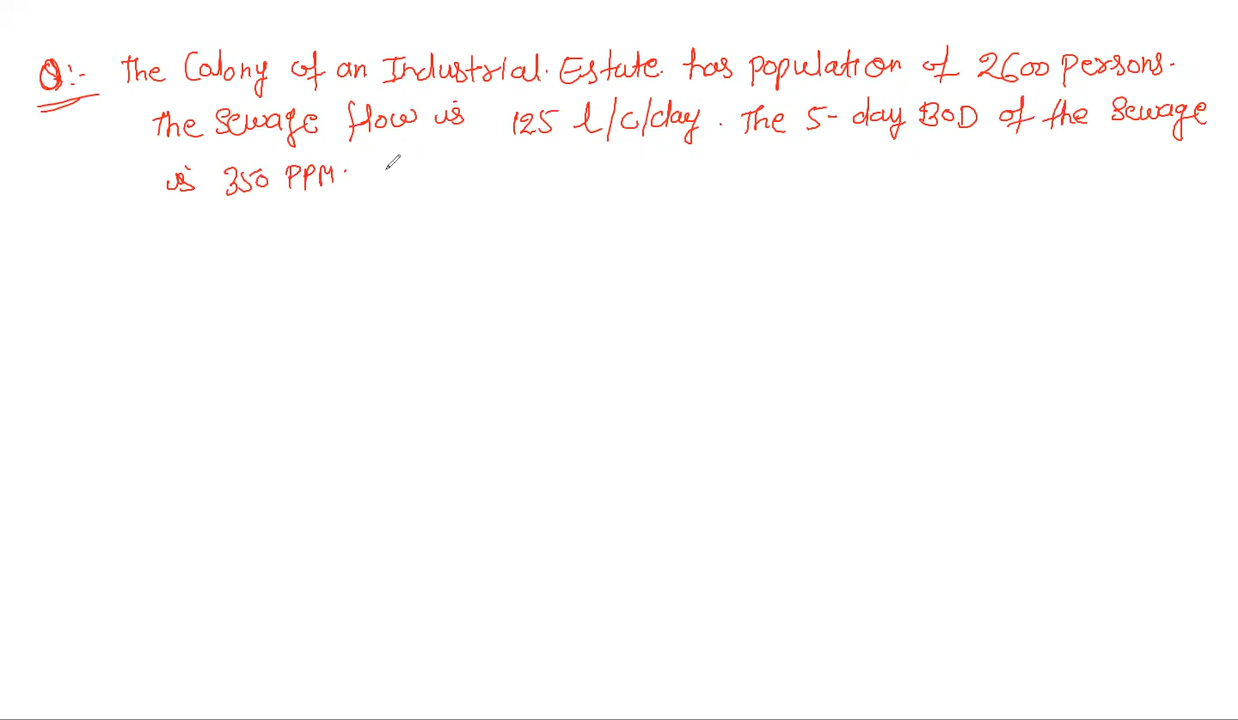 Q:- The Colony of an Industrial. Estate. has population of 2600 persons.
The sewage flow is 125 l/c/day. The 5-day BOD of the sewage
is 350 PPM.